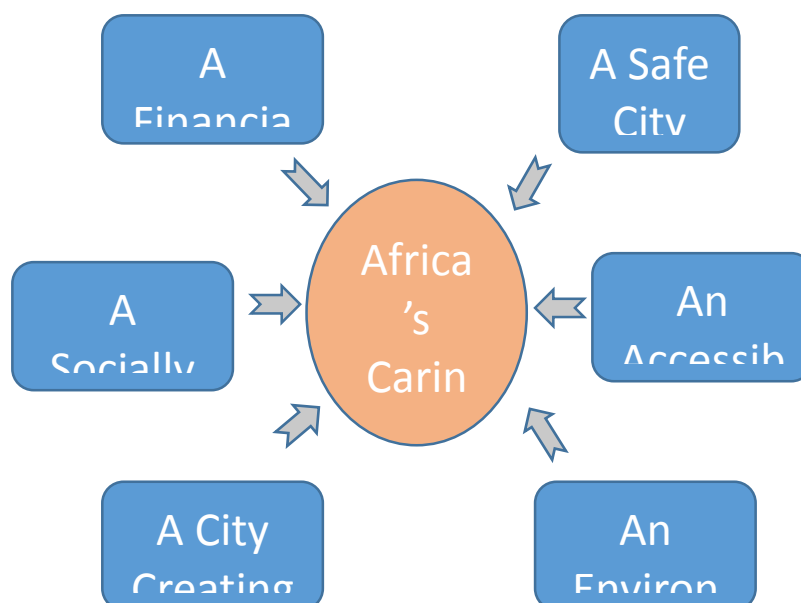 A
Financia
A Safe
City
Africa
’s
Carin
A
Socially
An
Accessib
A City
Creating
An
Environ